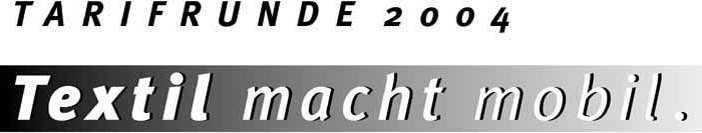 TARIFRUNDE 2004
Textil macht mobil.